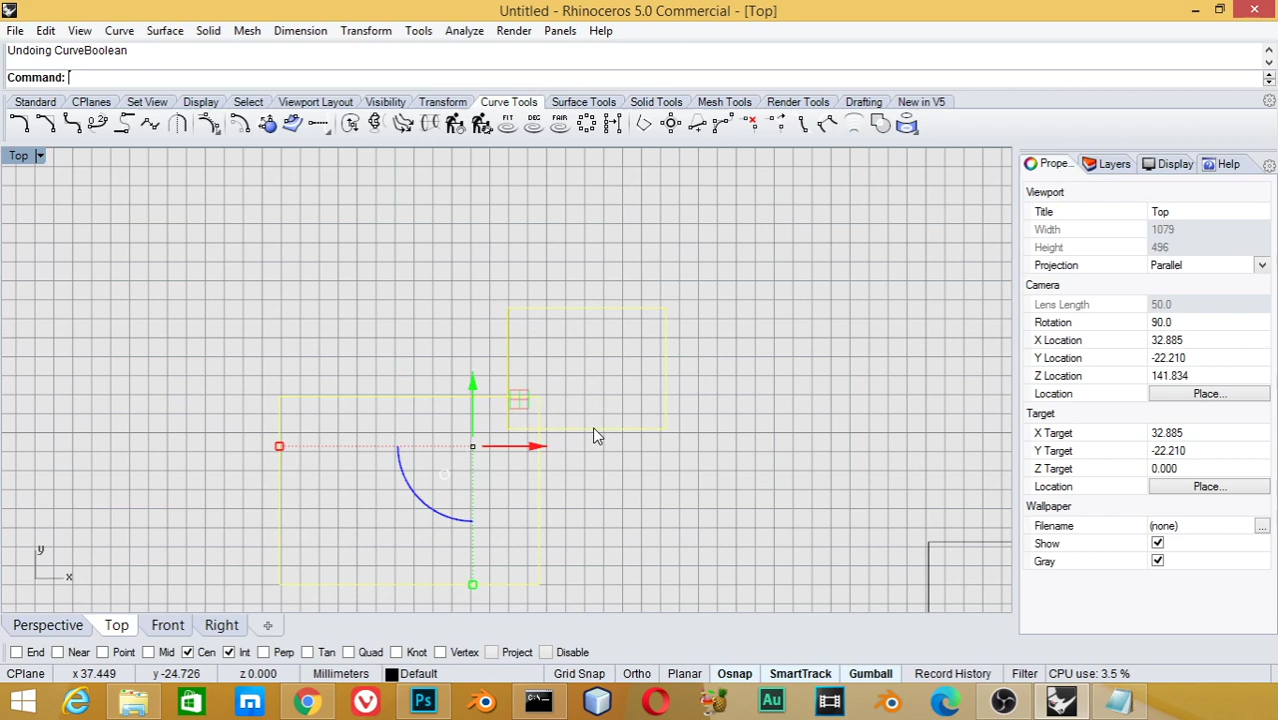 Untitled - Rhinoceros 5.0 Commercial - [Top]
File Edit View Curve Surface Solid Mesh Dimension Transform Tools Analyze Render Panels Help
Undoing CurveBoolean
Command:
Standard CPlanes Set View Display Select Viewport Layout Visibility Transform Curve Tools Surface Tools Solid Tools Mesh Tools Render Tools Drafting New in V5
FIT DEG FAIR
Top
Prope... Layers Display Help
Viewport
Title Top
Width 1079
Height 496
Projection Parallel
Camera
Lens Length 50.0
Rotation 90.0
X Location 32.885
Y Location -22.210
Z Location 141.834
Location Place...
Target
X Target 32.885
Y Target -22.210
Z Target 0.000
Location Place...
Wallpaper
Filename (none) ...
Show
Gray
y
x
Perspective Top Front Right
End Near Point Mid Cen Int Perp Tan Quad Knot Vertex Project Disable
CPlane x 37.449 y -24.726 z 0.000 Millimeters Default Grid Snap Ortho Planar Osnap SmartTrack Gumball Record History Filter CPU use: 3.5 %
Ps Au